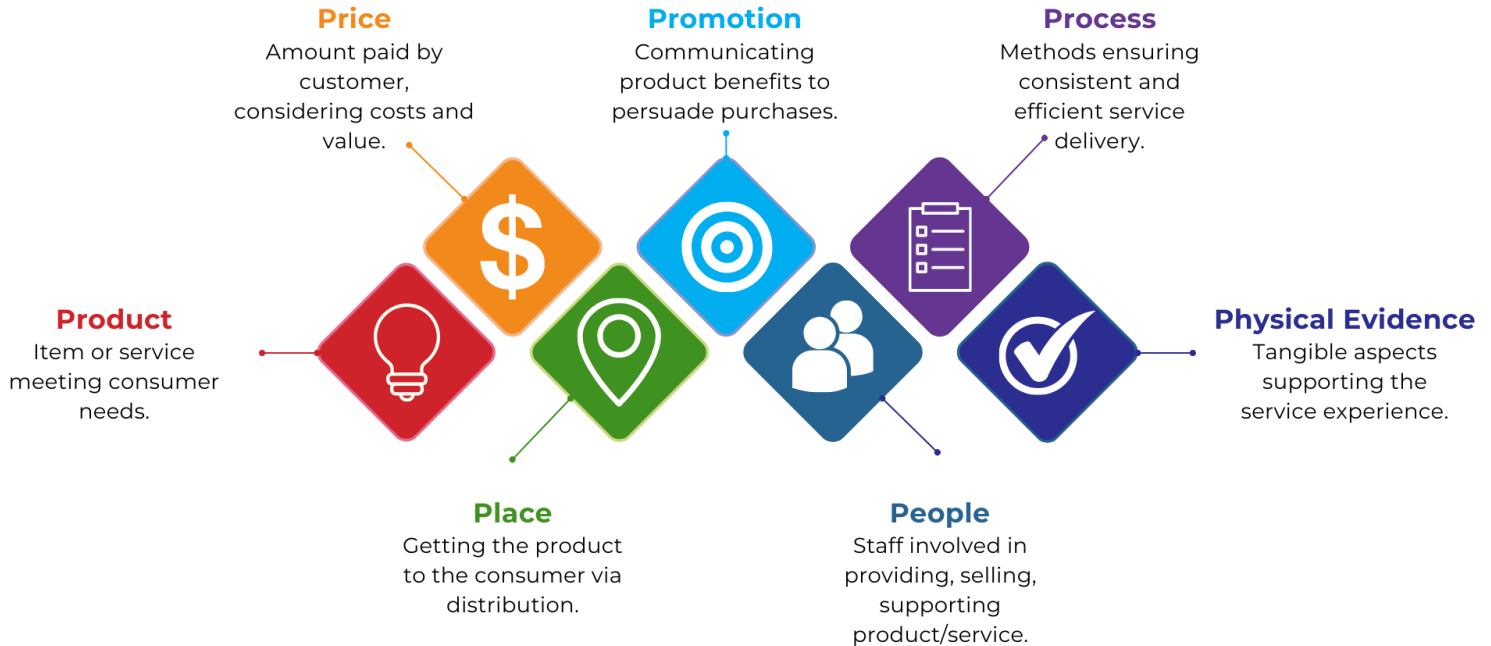 Price
Amount paid by
customer,
considering costs and
value.
Promotion
Communicating
product benefits to
persuade purchases.
Process
Methods ensuring
consistent and
efficient service
delivery.
$
Product
Item or service
meeting consumer
needs.
Physical Evidence
Tangible aspects
supporting the
service experience.
Place
Getting the product
to the consumer via
distribution.
People
Staff involved in
providing, selling,
supporting
product/service.